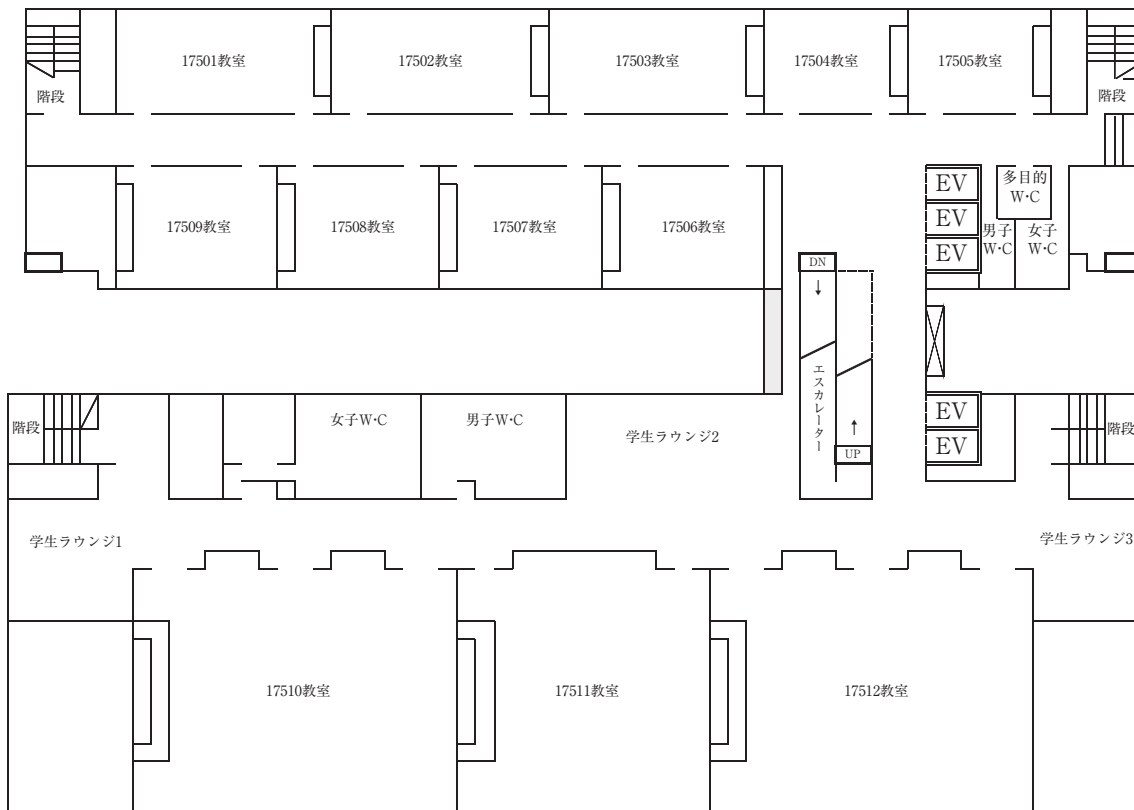 17501教室
17502教室
17503教室
17504教室
17505教室
階段
階段
17509教室
17508教室
17507教室
17506教室
EV
EV
EV
多目的
W·C
男子
W·C
女子
W·C
DN
↓
エスカレーター
↑
UP
EV
EV
階段
女子W·C
男子W·C
学生ラウンジ2
階段
学生ラウンジ1
学生ラウンジ3
17510教室
17511教室
17512教室